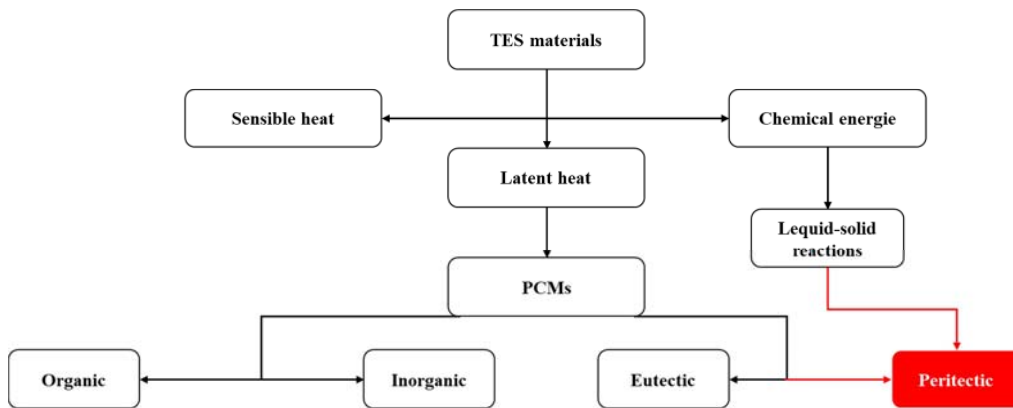 TES materials
Sensible heat
Chemical energie
Latent heat
Lequid-solid
reactions
PCMs
Organic
Inorganic
Eutectic
Peritectic